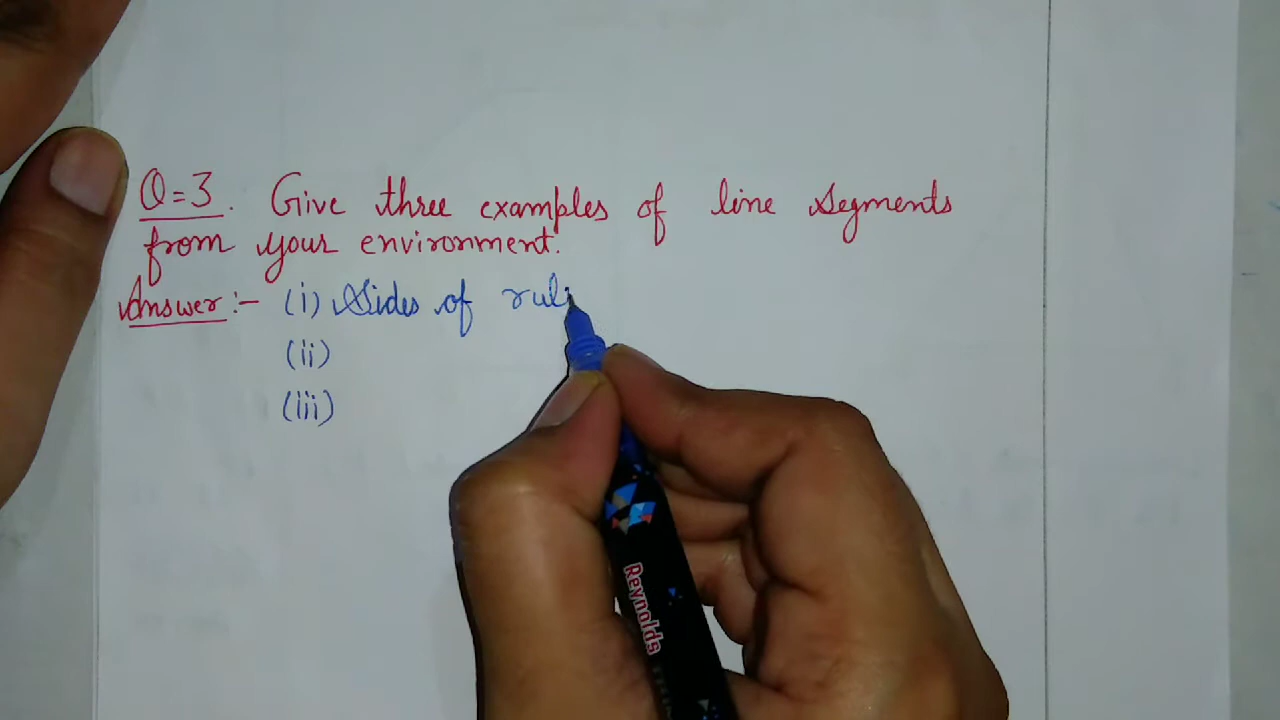 Q=3. Give three examples of line segments
from your environment.
Answer:- (i) Sides of rul
(ii)
(iii)
Reynolds